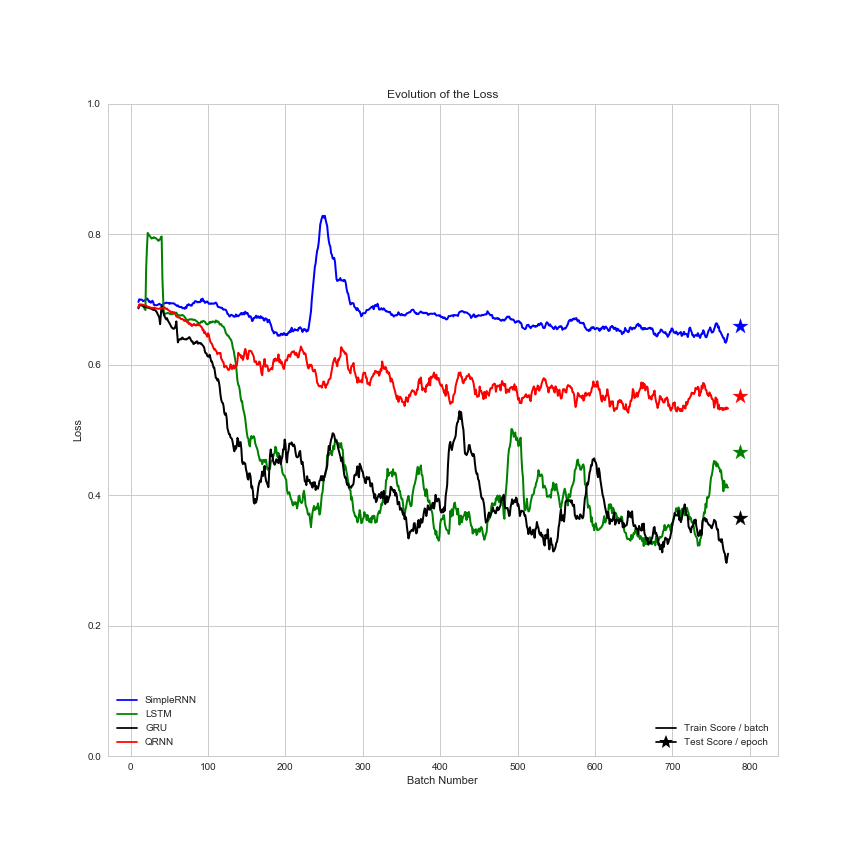 Evolution of the Loss
1.0
0.8
0.6
0.4
0.2
0.0
Loss
0 100 200 300 400 500 600 700 800
Batch Number
SimpleRNN
LSTM
GRU
QRNN
Train Score / batch
Test Score / epoch